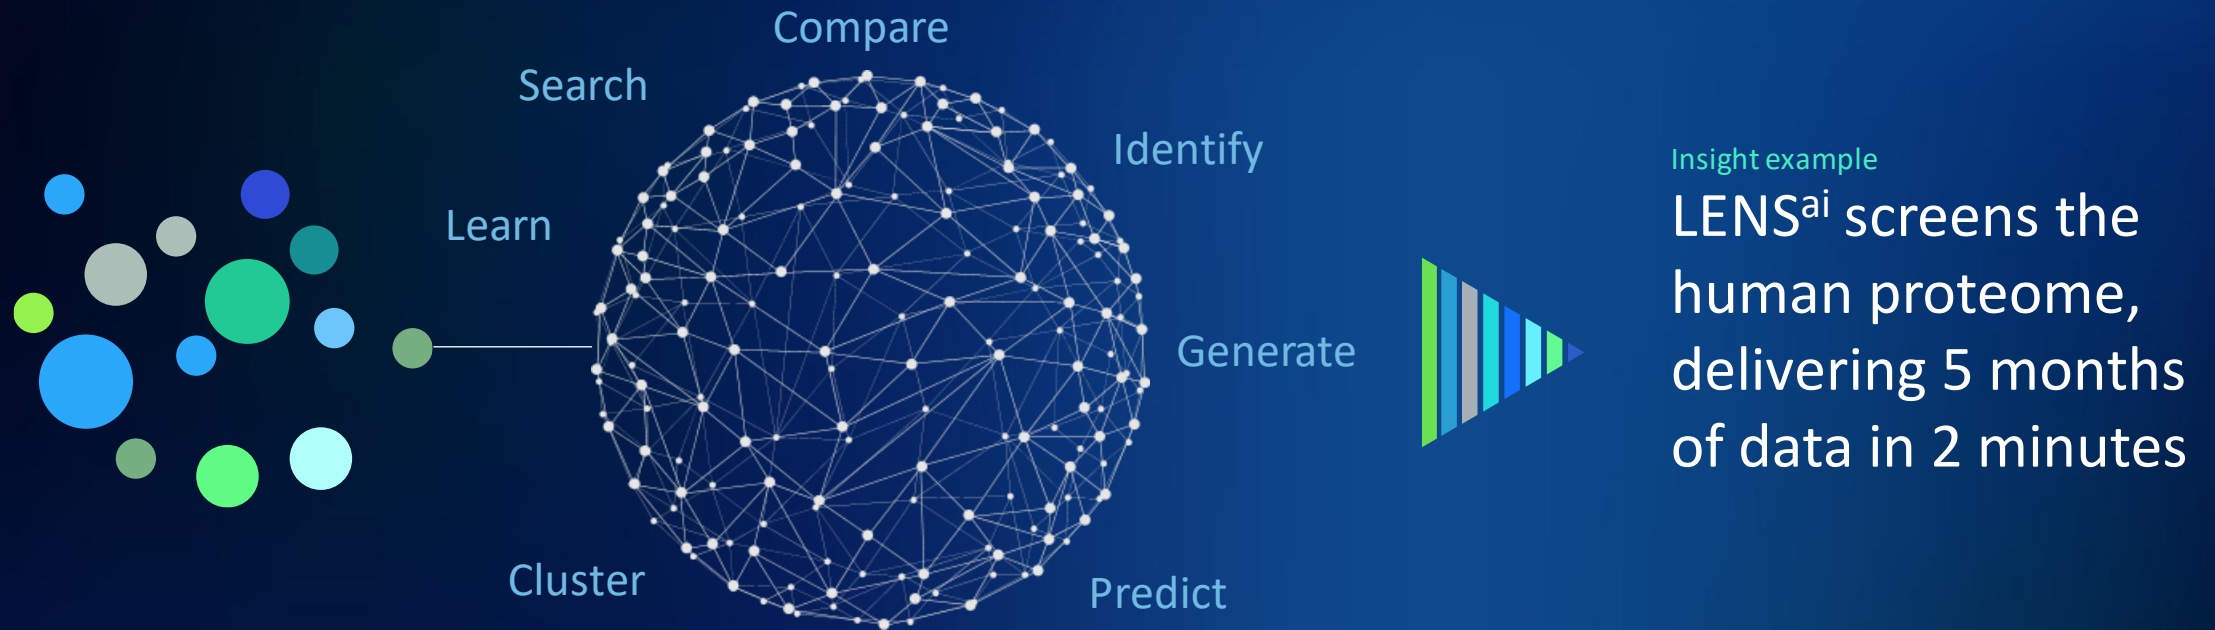 Compare
Search
Identify
Learn
Generate
Cluster
Predict
Insight example
LENSᵃⁱ screens the
human proteome,
delivering 5 months
of data in 2 minutes